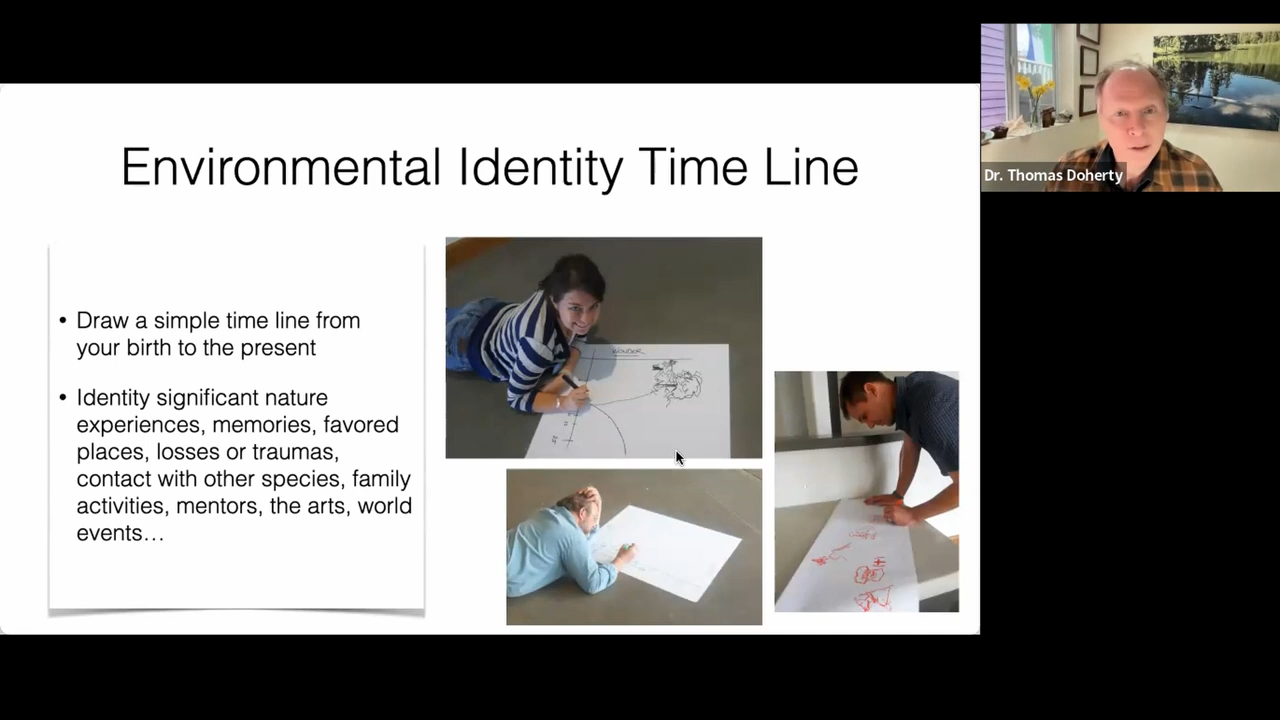 Environmental Identity Time Line
• Draw a simple time line from
your birth to the present
• Identity significant nature
experiences, memories, favored
places, losses or traumas,
contact with other species, family
activities, mentors, the arts, world
events…
WONDER
Dr. Thomas Doherty